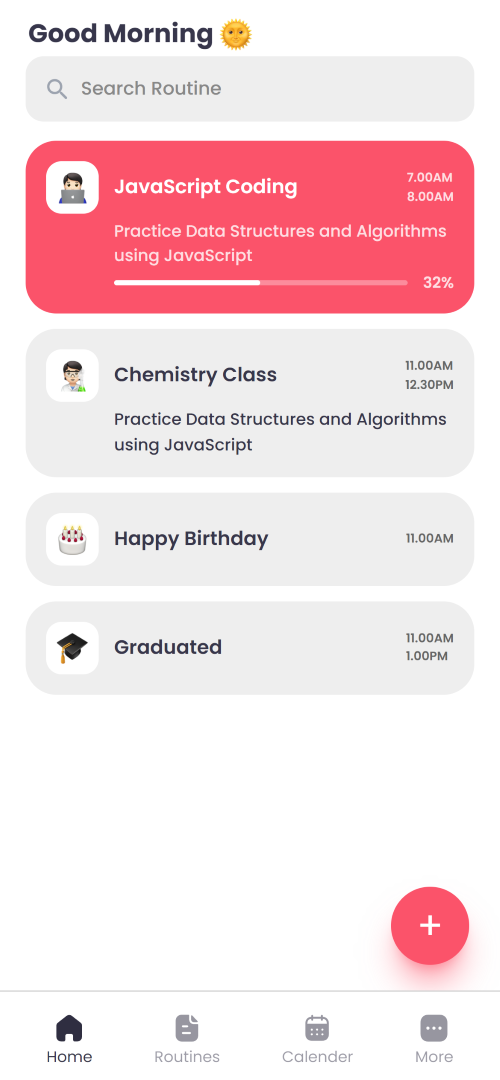 Good Morning 🌞
Search Routine
JavaScript Coding
7.00AM
8.00AM
Practice Data Structures and Algorithms
using JavaScript
32%
Chemistry Class
11.00AM
12.30PM
Practice Data Structures and Algorithms
using JavaScript
Happy Birthday
11.00AM
Graduated
11.00AM
1.00PM
+
Home
Routines
Calender
More